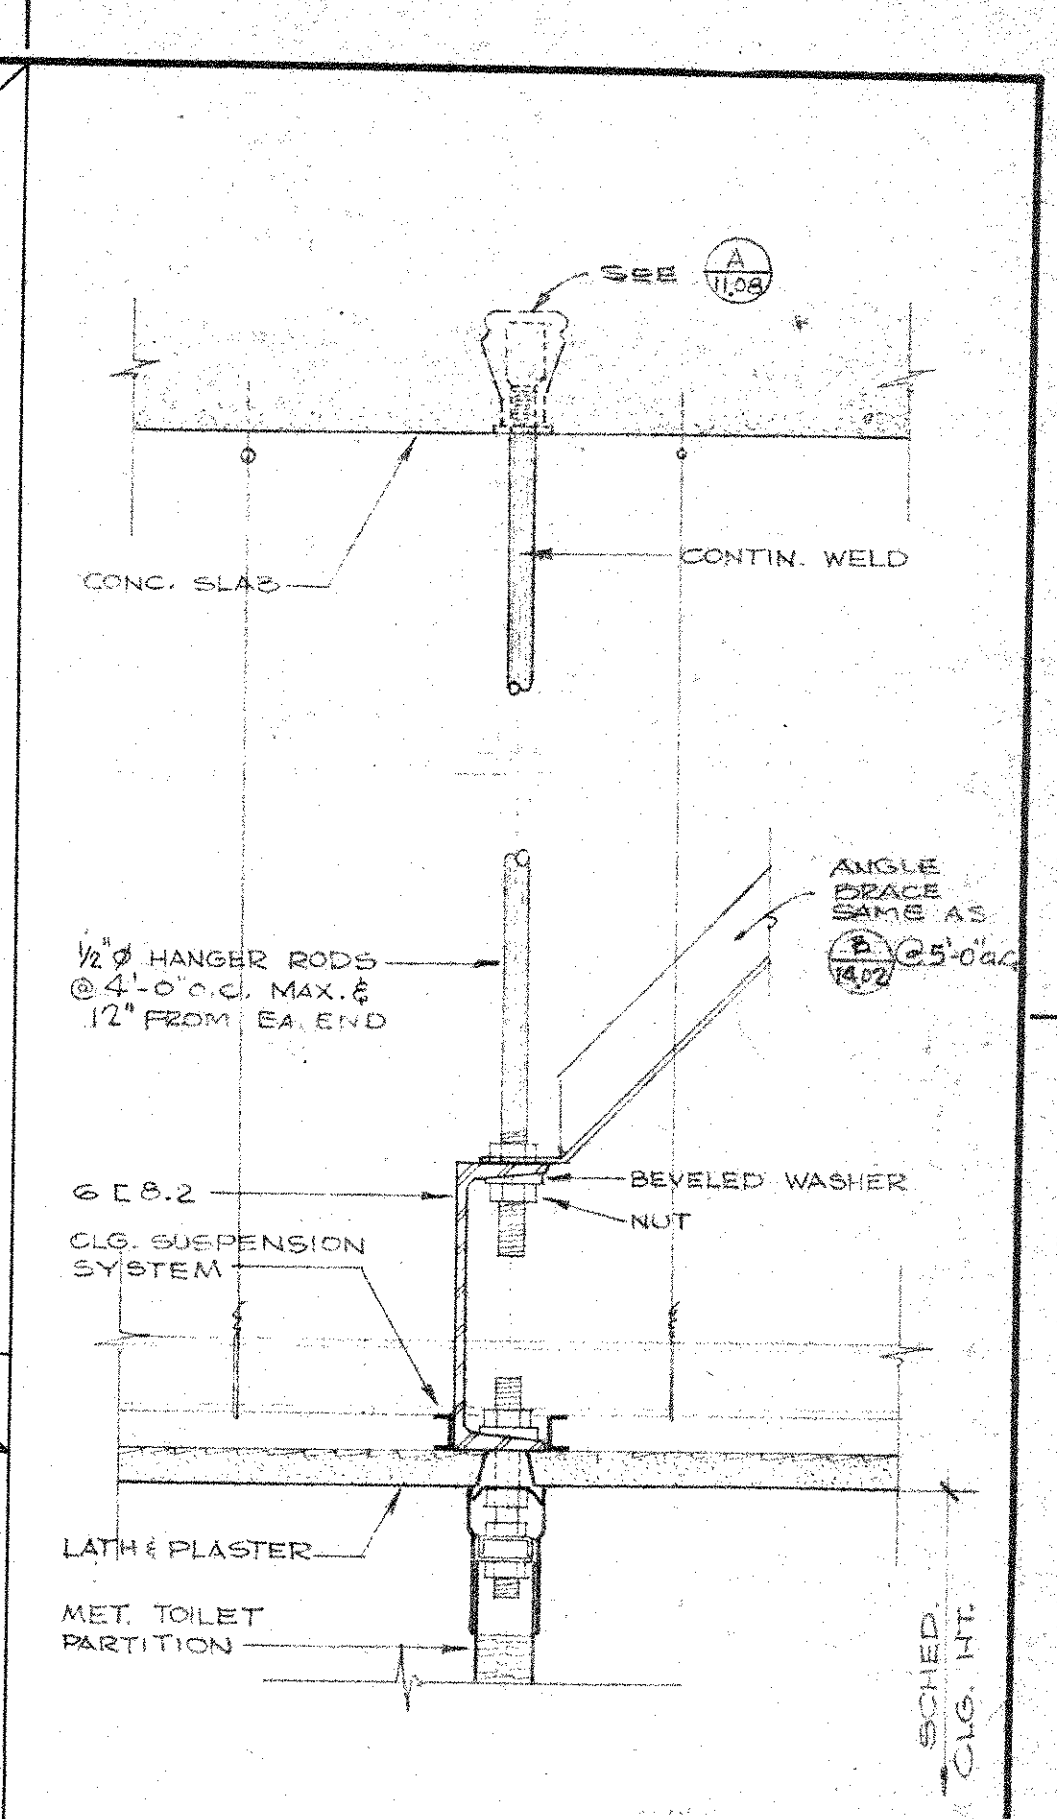 SEE
A
11.08
CONC. SLAB
CONTIN. WELD
ANGLE
BRACE
SAME AS
B
14.02
@ 5'-0" O.C.
1/2" Ø HANGER RODS
@ 4'-0" O.C. MAX. &
12" FROM EA. END
6 [ 8.2
BEVELED WASHER
NUT
CLG. SUSPENSION
SYSTEM
LATH & PLASTER
MET. TOILET
PARTITION
SCHED.
CLG. HT.